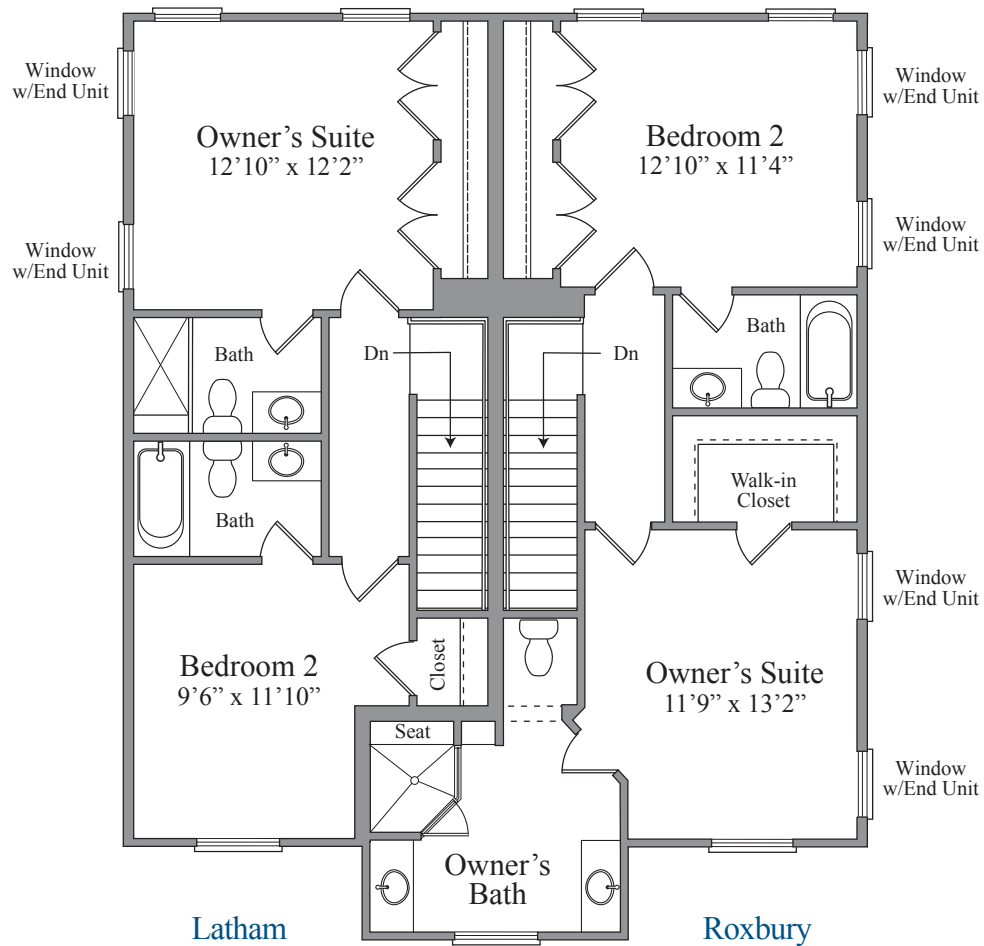 Window
w/End Unit
Owner’s Suite
12’10” x 12’2”
Bedroom 2
12’10” x 11’4”
Window
w/End Unit
Window
w/End Unit
Window
w/End Unit
Bath
Dn
Dn
Bath
Bath
Walk-in
Closet
Window
w/End Unit
Bedroom 2
9’6” x 11’10”
Closet
Owner’s Suite
11’9” x 13’2”
Seat
Window
w/End Unit
Owner’s
Bath
Latham
Roxbury